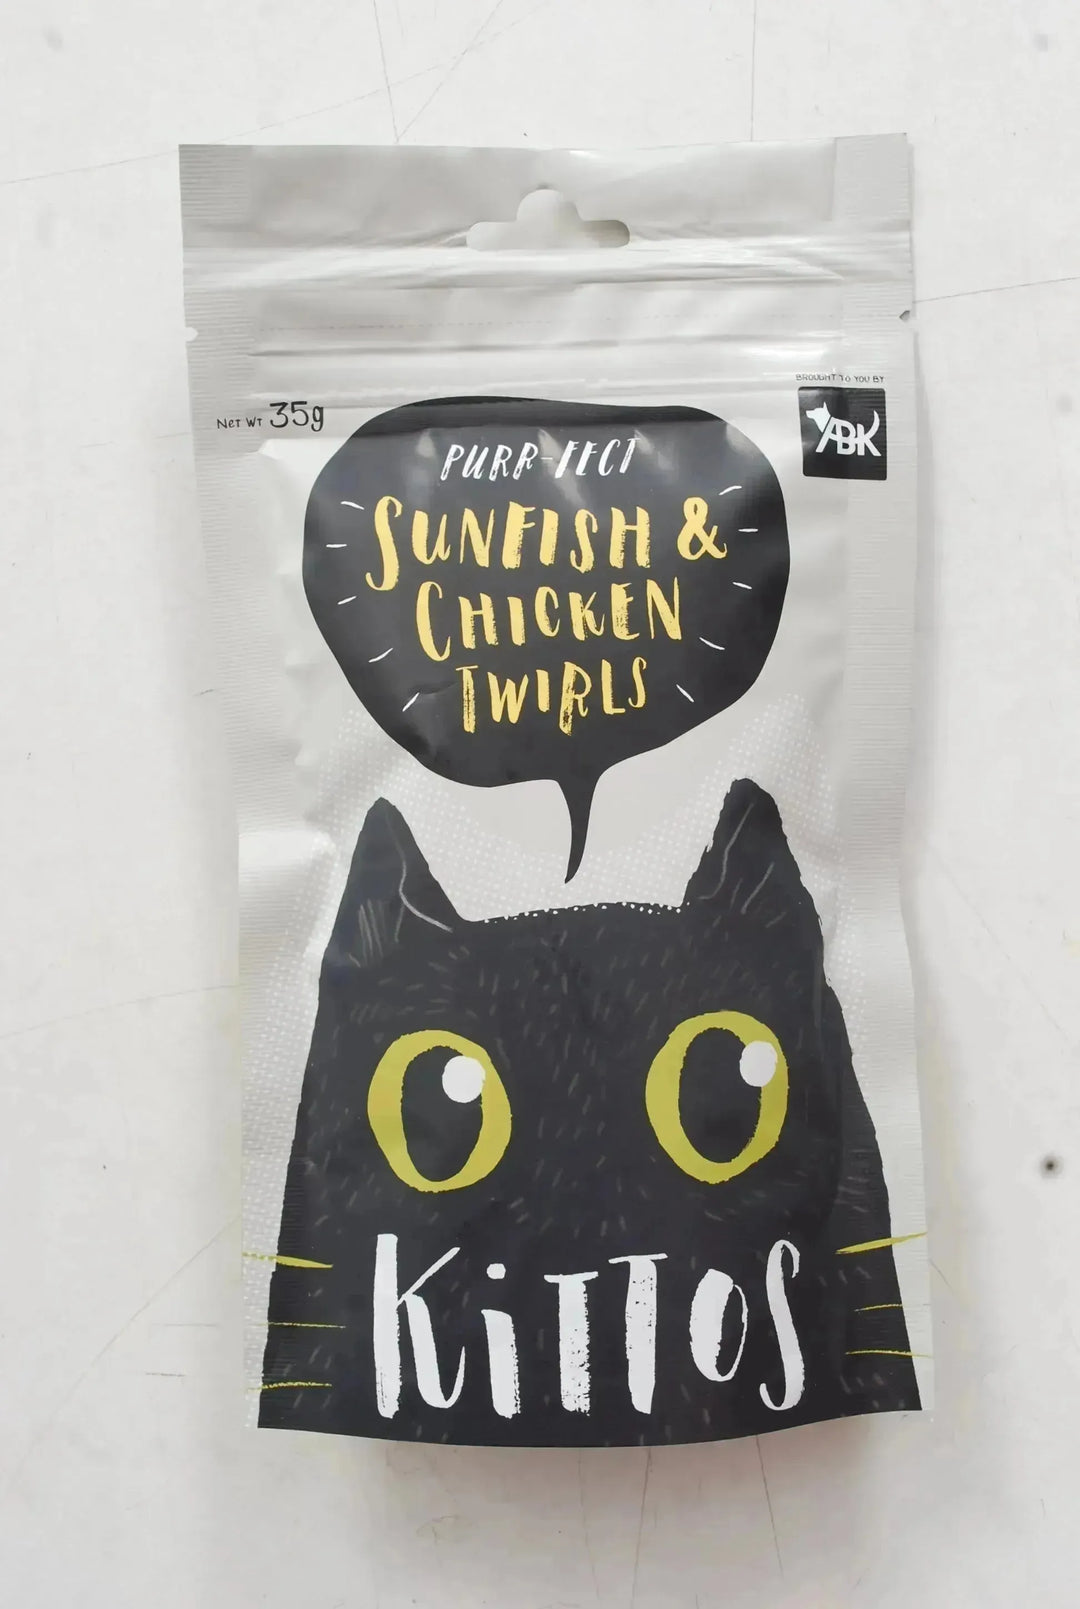 Net Wt 35g
BROUGHT TO YOU BY
ABK
PURR-FECT
SUNFISH &
CHICKEN
TWIRLS
KiTTOS